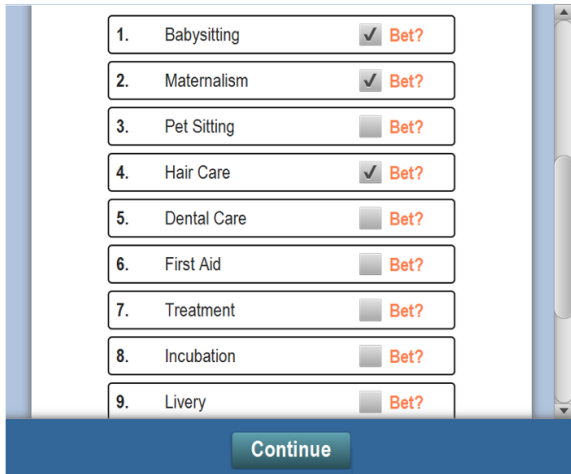 1. Babysitting Bet?
2. Maternalism Bet?
3. Pet Sitting Bet?
4. Hair Care Bet?
5. Dental Care Bet?
6. First Aid Bet?
7. Treatment Bet?
8. Incubation Bet?
9. Livery Bet?
Continue